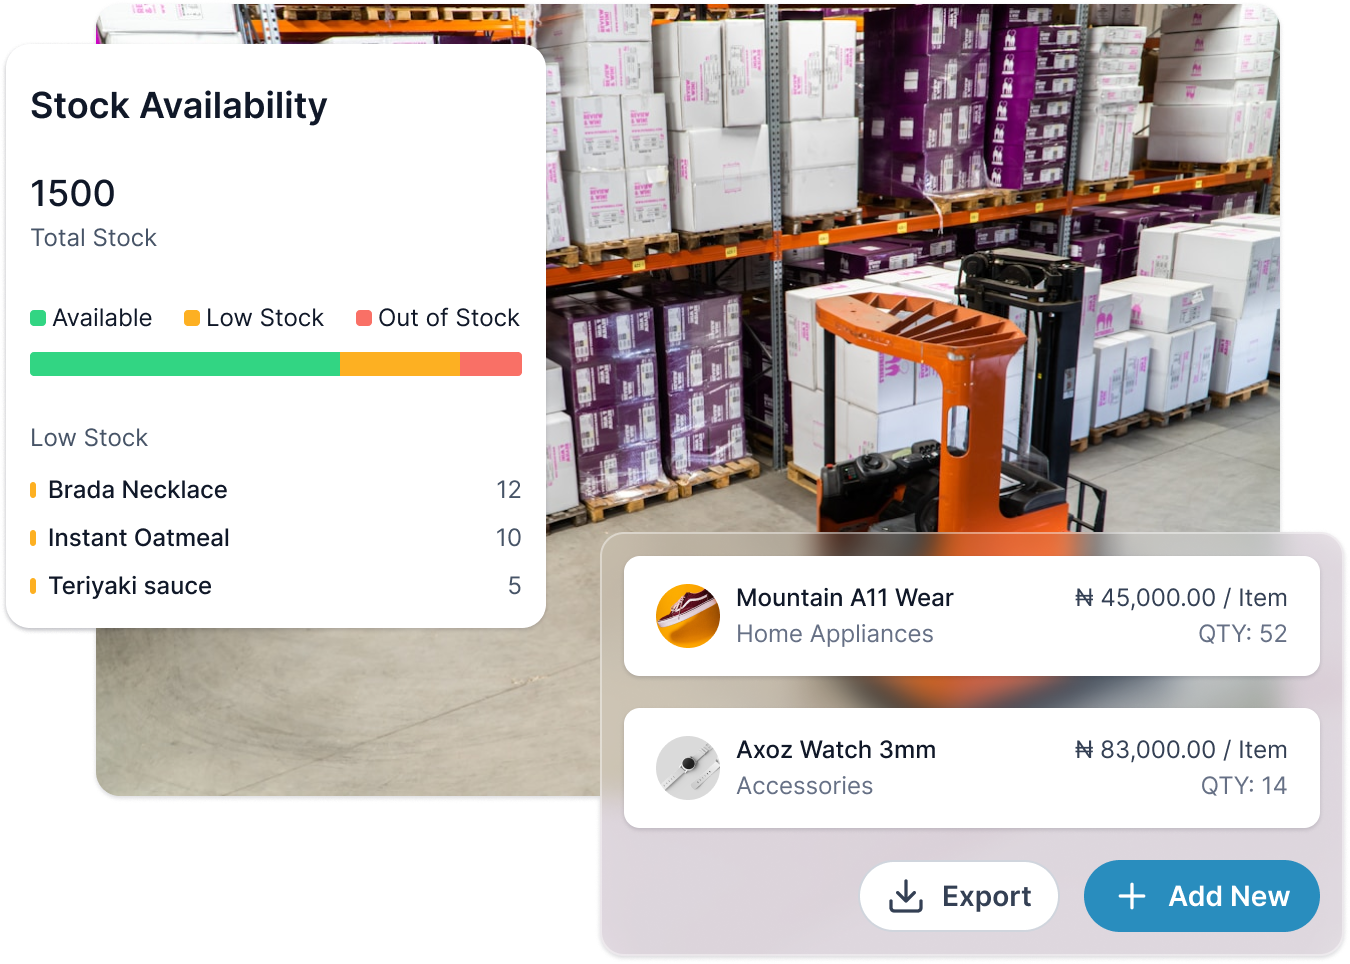 Stock Availability
1500
Total Stock
Available Low Stock Out of Stock
Low Stock
Brada Necklace 12
Instant Oatmeal 10
Teriyaki sauce 5
Mountain A11 Wear ₦ 45,000.00 / Item
Home Appliances QTY: 52
Axoz Watch 3mm ₦ 83,000.00 / Item
Accessories QTY: 14
Export Add New